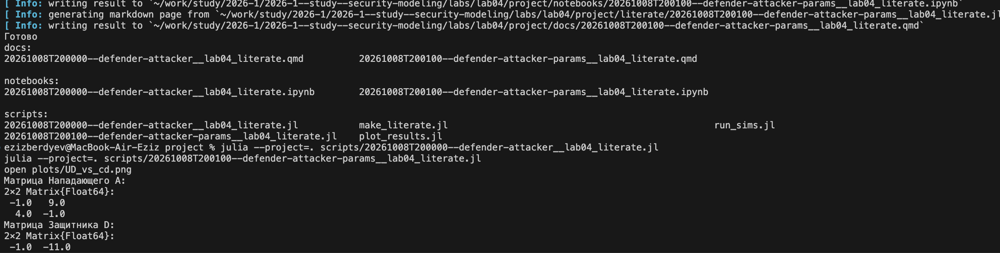 [ Info: writing result to `~/work/study/2026-1/2026-1--study--security-modeling/labs/lab04/project/notebooks/20261008T200100--defender-attacker-params__lab04_literate.ipynb`
[ Info: generating markdown page from `~/work/study/2026-1/2026-1--study--security-modeling/labs/lab04/project/literate/20261008T200100--defender-attacker-params__lab04_literate.jl
[ Info: writing result to `~/work/study/2026-1/2026-1--study--security-modeling/labs/lab04/project/docs/20261008T200100--defender-attacker-params__lab04_literate.qmd`
Готово
docs:
20261008T200000--defender-attacker__lab04_literate.qmd 20261008T200100--defender-attacker-params__lab04_literate.qmd
notebooks:
20261008T200000--defender-attacker__lab04_literate.ipynb 20261008T200100--defender-attacker-params__lab04_literate.ipynb
scripts:
20261008T200000--defender-attacker__lab04_literate.jl make_literate.jl run_sims.jl
20261008T200100--defender-attacker-params__lab04_literate.jl plot_results.jl
ezizberdyev@MacBook-Air-Eziz project % julia --project=. scripts/20261008T200000--defender-attacker__lab04_literate.jl
julia --project=. scripts/20261008T200100--defender-attacker-params__lab04_literate.jl
open plots/UD_vs_cd.png
Матрица Нападающего A:
2×2 Matrix{Float64}:
-1.0 9.0
4.0 -1.0
Матрица Защитника D:
2×2 Matrix{Float64}:
-1.0 -11.0